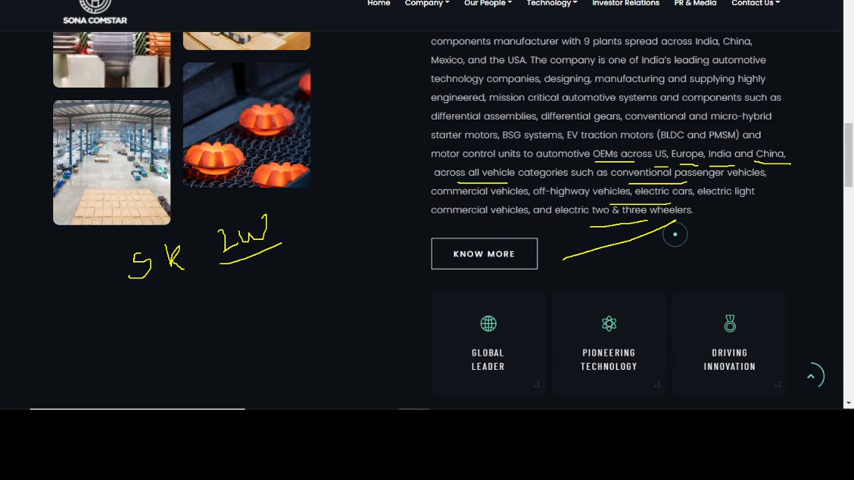 SONA COMSTAR
Home Company Our People Technology Investor Relations PR & Media Contact Us
components manufacturer with 9 plants spread across India, China,
Mexico, and the USA. The company is one of India's leading automotive
technology companies, designing, manufacturing and supplying highly
engineered, mission critical automotive systems and components such as
differential assemblies, differential gears, conventional and micro-hybrid
starter motors, BSG systems, EV traction motors (BLDC and PMSM) and
motor control units to automotive OEMs across US, Europe, India and China,
across all vehicle categories such as conventional passenger vehicles,
commercial vehicles, off-highway vehicles, electric cars, electric light
commercial vehicles, and electric two & three wheelers.
5K 2W
KNOW MORE
GLOBAL
LEADER
PIONEERING
TECHNOLOGY
DRIVING
INNOVATION